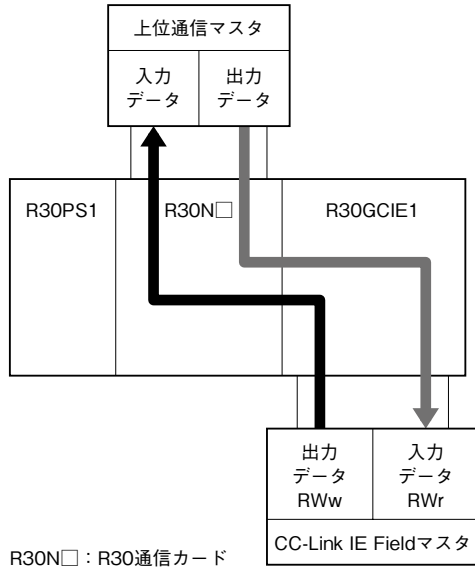 上位通信マスタ
入力
データ
出力
データ
R30PS1
R30N□
R30GCIE1
出力
データ
RWw
入力
データ
RWr
CC-Link IE Fieldマスタ
R30N□：R30通信カード